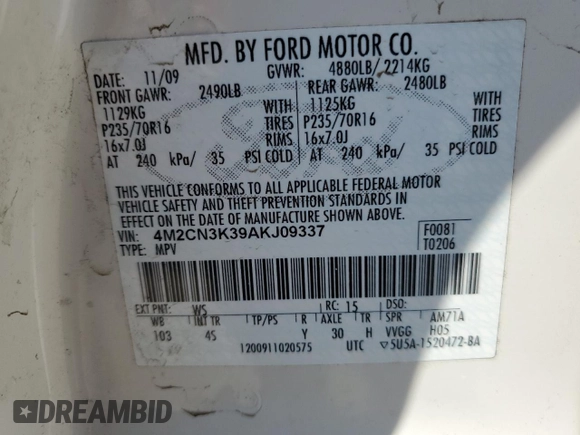 MFD. BY FORD MOTOR CO.
DATE: 11/09 GVWR: 4880LB/ 2214KG
FRONT GAWR: 2490LB REAR GAWR: 2480LB
1129KG WITH 1125KG WITH
P235/70R16 TIRES P235/70R16 TIRES
16x7.0J RIMS 16x7.0J RIMS
AT 240 kPa/ 35 PSI COLD AT 240 kPa/ 35 PSI COLD
THIS VEHICLE CONFORMS TO ALL APPLICABLE FEDERAL MOTOR
VEHICLE SAFETY AND THEFT PREVENTION STANDARDS IN
EFFECT ON THE DATE OF MANUFACTURE SHOWN ABOVE.
VIN: 4M2CN3K39AKJ09337 F0081
TYPE: MPV T0206
EXT PNT: WS RC: 15 DSO:
WB INT TR TP/PS R AXLE TR SPR AM71A
103 4S Y 30 H VVGG H05
1200911020575 UTC ▽5U5A-1520472-BA
DREAMBID